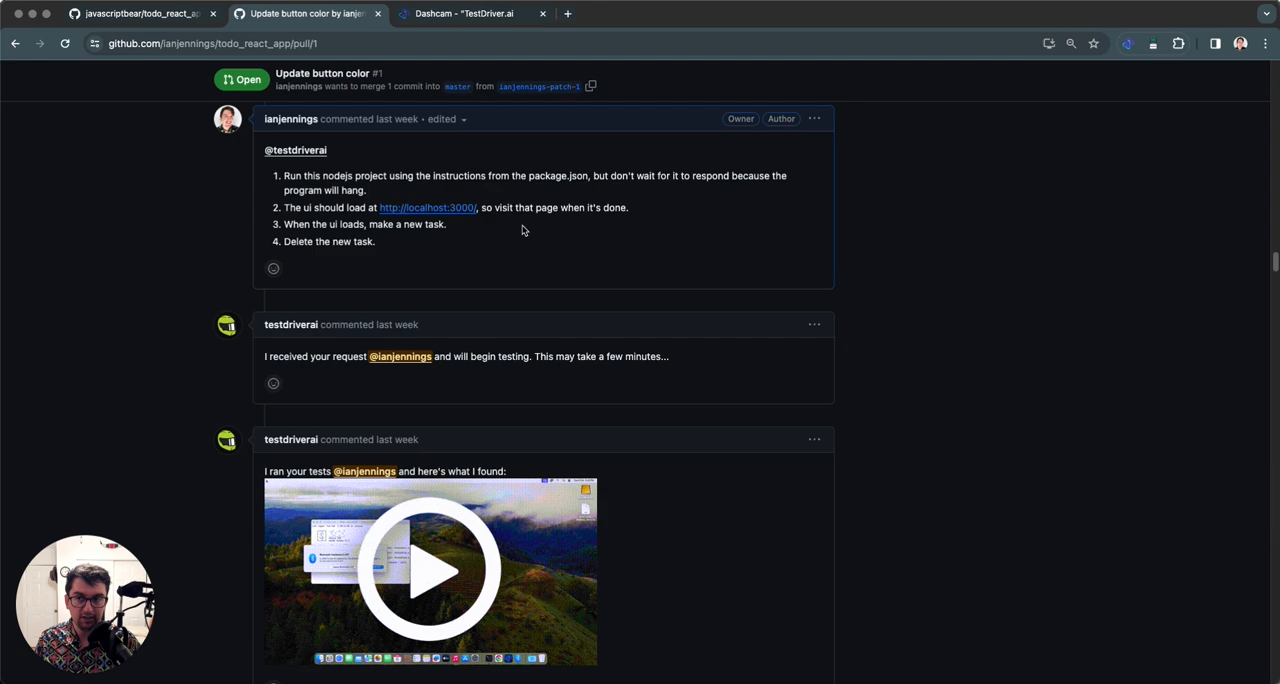 javascriptbear/todo_react_ap
Update button color by ianjenn
Dashcam - "TestDriver.ai
github.com/ianjennings/todo_react_app/pull/1
Open
Update button color #1
ianjennings wants to merge 1 commit into master from ianjennings-patch-1
ianjennings commented last week • edited
Owner
Author
@testdriverai
1. Run this nodejs project using the instructions from the package.json, but don't wait for it to respond because the
program will hang.
2. The ui should load at http://localhost:3000/, so visit that page when it's done.
3. When the ui loads, make a new task.
4. Delete the new task.
testdriverai commented last week
I received your request @ianjennings and will begin testing. This may take a few minutes...
testdriverai commented last week
I ran your tests @ianjennings and here's what I found: